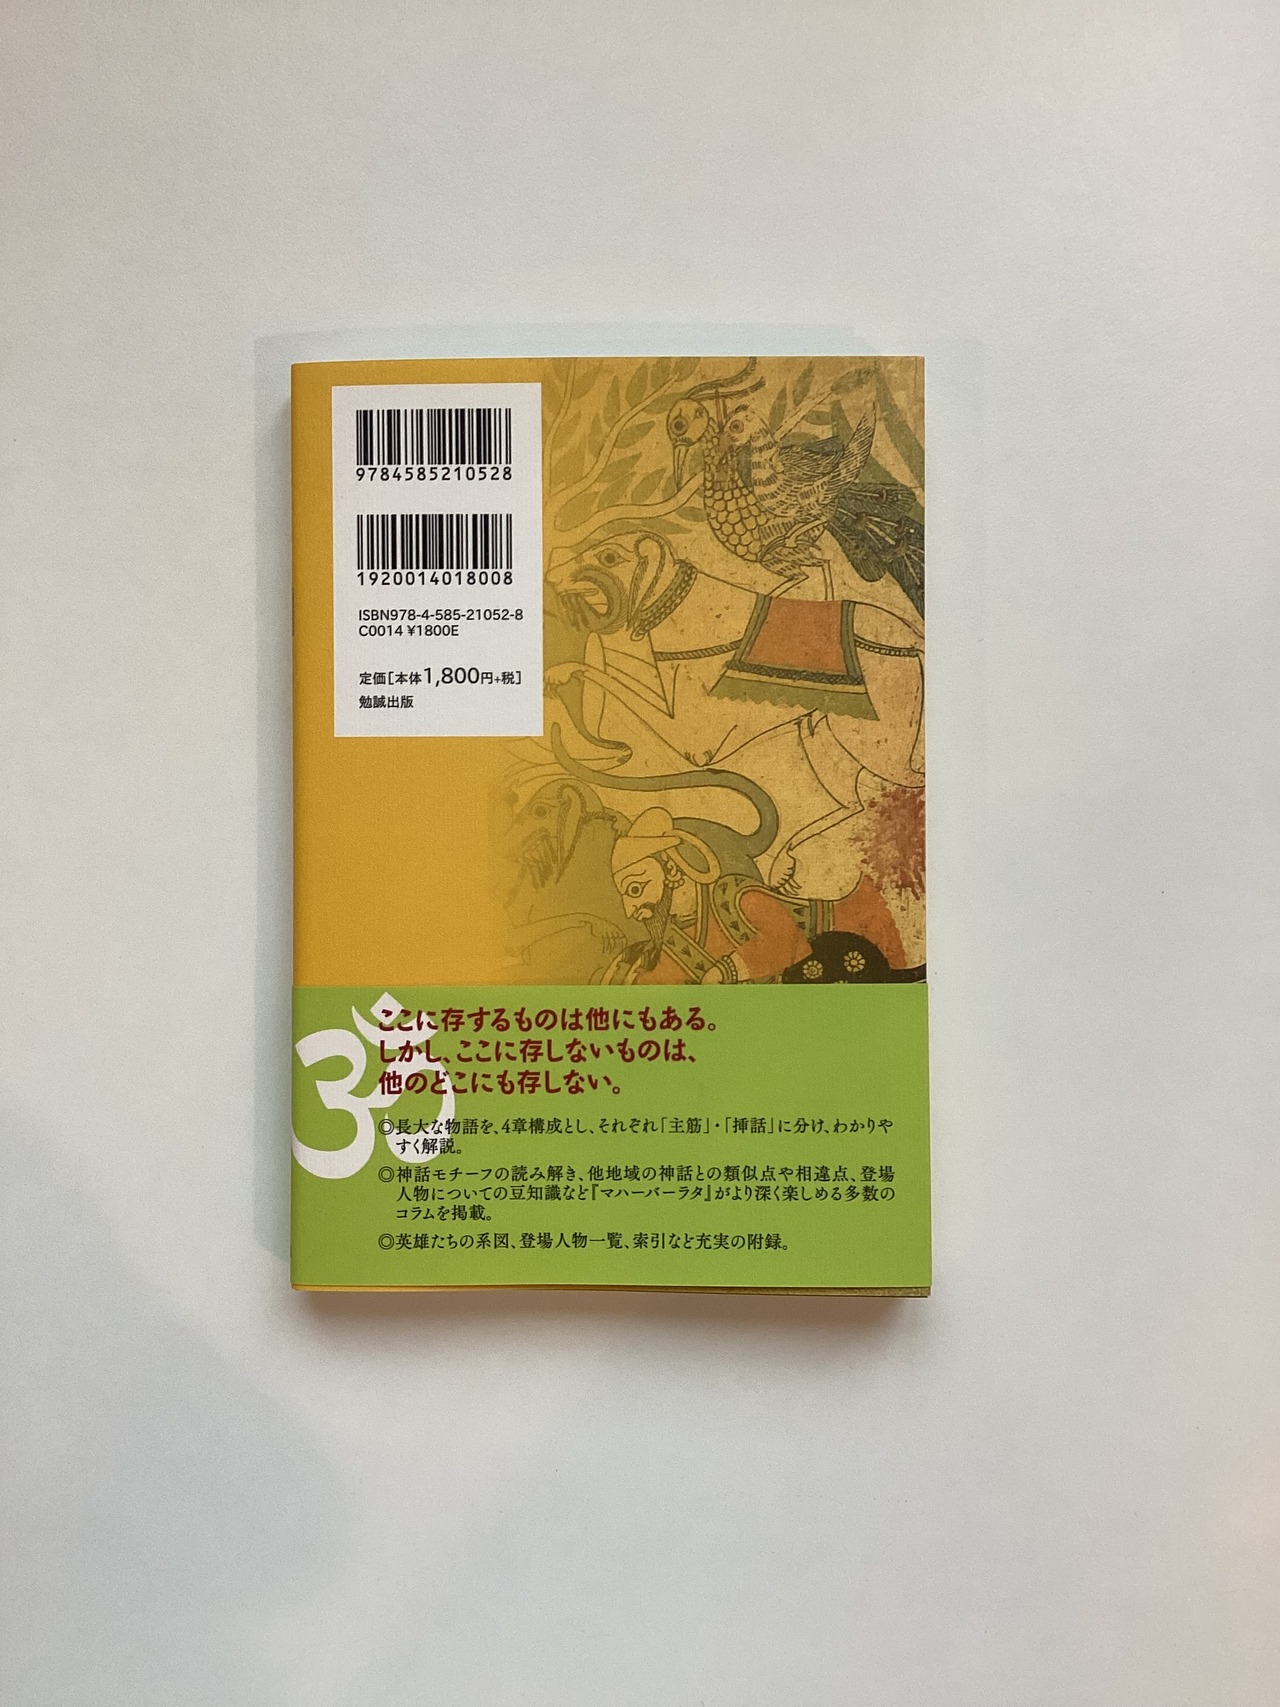 9784585210528
1920014018008
ISBN978-4-585-21052-8
C0014 ¥1800E
定価[本体1,800円+税]
勉誠出版
ॐ
ここに存するものは他にもある。
しかし、ここに存しないものは、
他のどこにも存しない。
◎長大な物語を、4章構成とし、それぞれ「主筋」・「挿話」に分け、わかりや
すく解説。
◎神話モチーフの読み解き、他地域の神話との類似点や相違点、登場
人物についての豆知識など『マハーバーラタ』がより深く楽しめる多数の
コラムを掲載。
◎英雄たちの系図、登場人物一覧、索引など充実の附録。